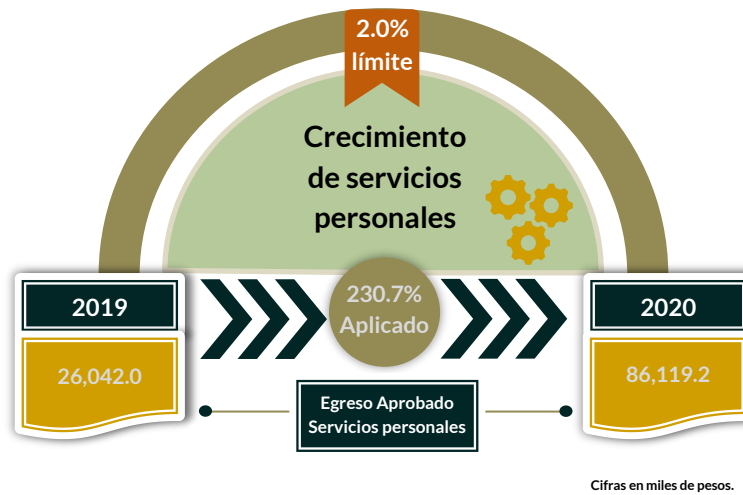 2.0%
límite
Crecimiento
de servicios
personales
2019
230.7%
Aplicado
2020
26,042.0
86,119.2
Egreso Aprobado
Servicios personales
Cifras en miles de pesos.